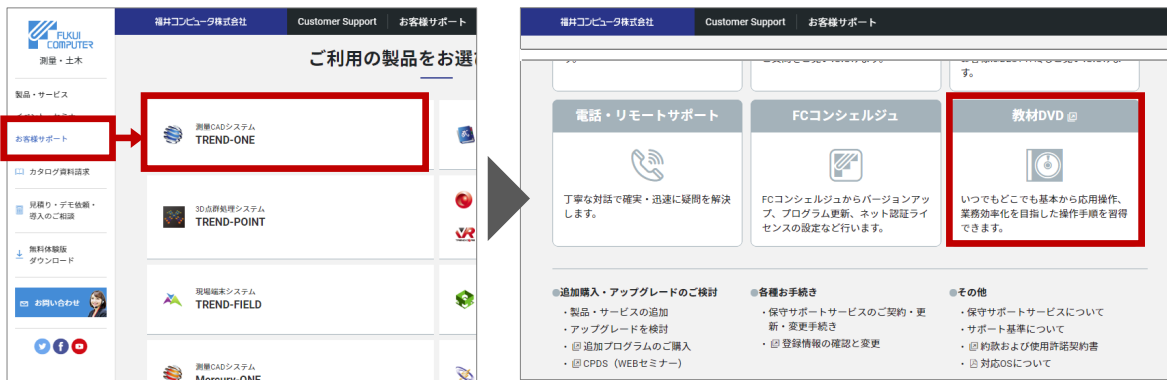 FUKUI
COMPUTER
測量・土木
製品・サービス
お客様サポート
カタログ資料請求
見積り・デモ依頼・
導入のご相談
無料体験版
ダウンロード
お問い合わせ
福井コンピュータ株式会社 Customer Support お客様サポート
ご利用の製品をお選
測量CADシステム
TREND-ONE
3D点群処理システム
TREND-POINT
現場端末システム
TREND-FIELD
測量CADシステム
Mercury-ONE
福井コンピュータ株式会社 Customer Support お客様サポート
す。
電話・リモートサポート
丁寧な対話で確実・迅速に疑問を解決
します。
FCコンシェルジュ
FCコンシェルジュからバージョンアッ
プ、プログラム更新、ネット認証ライ
センスの設定など行います。
教材DVD
いつでもどこでも基本から応用操作、
業務効率化を目指した操作手順を習得
できます。
追加購入・アップグレードのご検討
・製品・サービスの追加
・アップグレードを検討
・追加プログラムのご購入
・CPDS（WEBセミナー）
各種お手続き
・保守サポートサービスのご契約・更
新・変更手続き
・登録情報の確認と変更
その他
・保守サポートサービスについて
・サポート基準について
・約款および使用許諾契約書
・対応OSについて